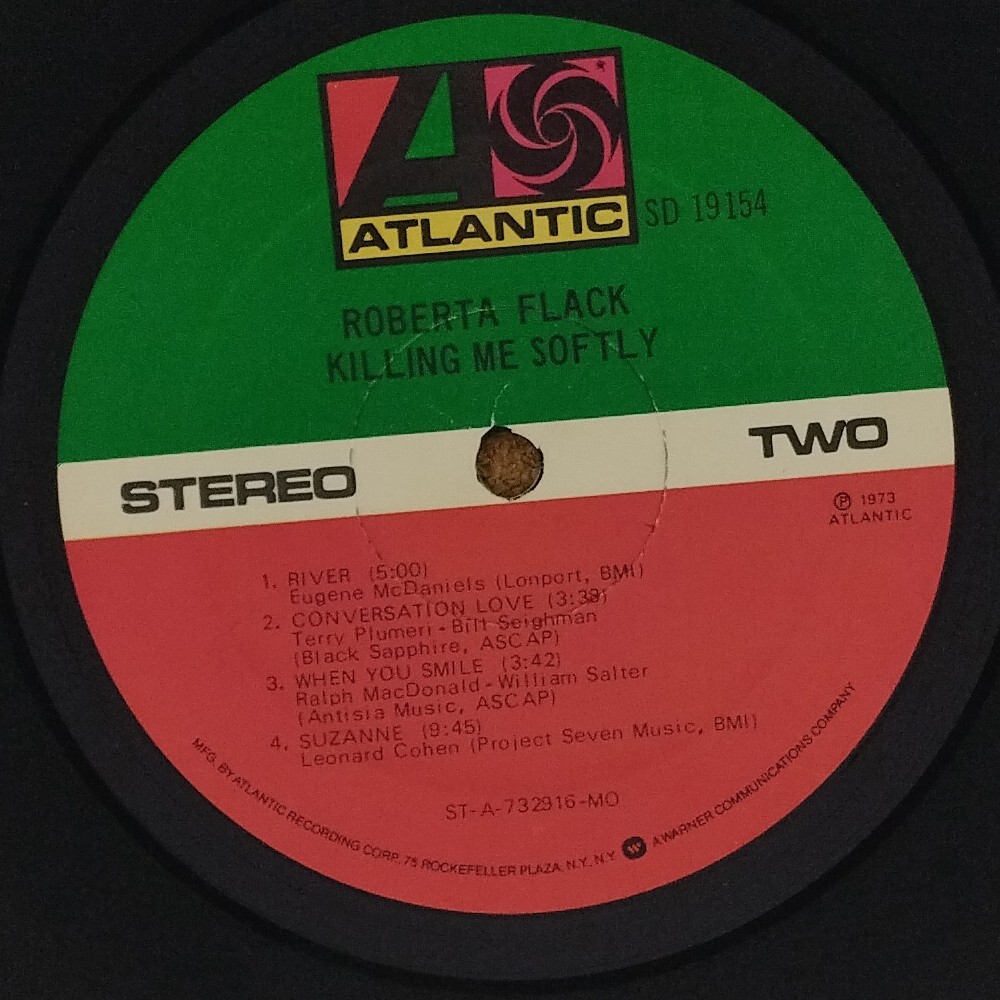 ATLANTIC
SD 19154
ROBERTA FLACK
KILLING ME SOFTLY
STEREO
TWO
Ⓟ 1973
ATLANTIC
1. RIVER (5:00)
Eugene McDaniels (Lonport, BMI)
2. CONVERSATION LOVE (3:38)
Terry Plumeri - Bill Seighman
(Black Sapphire, ASCAP)
3. WHEN YOU SMILE (3:42)
Ralph MacDonald - William Salter
(Antisia Music, ASCAP)
4. SUZANNE (9:45)
Leonard Cohen (Project Seven Music, BMI)
ST-A-732916-MO
MFG. BY ATLANTIC RECORDING CORP. 75 ROCKEFELLER PLAZA, N.Y. N.Y. W A WARNER COMMUNICATIONS COMPANY